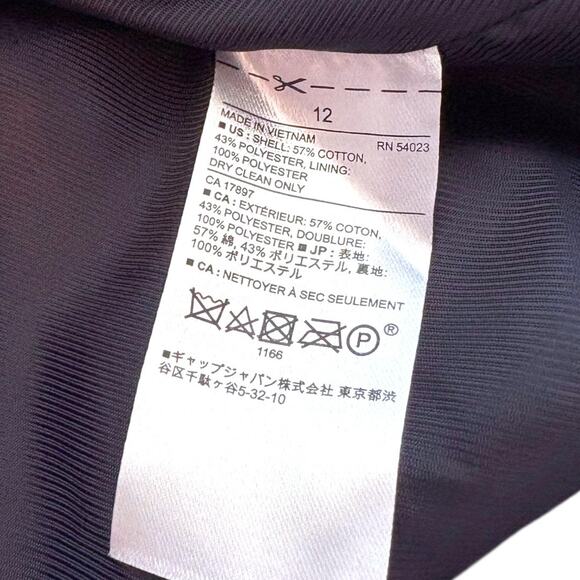 12
MADE IN VIETNAM RN 54023
■ US : SHELL: 57% COTTON,
43% POLYESTER, LINING:
100% POLYESTER
DRY CLEAN ONLY
CA 17897
■ CA : EXTÉRIEUR: 57% COTON,
43% POLYESTER, DOUBLURE:
100% POLYESTER ■ JP : 表地:
57% 綿, 43% ポリエステル, 裏地:
100% ポリエステル
■ CA : NETTOYER À SEC SEULEMENT
P ®
1166
■ギャップジャパン株式会社 東京都渋
谷区千駄ヶ谷5-32-10